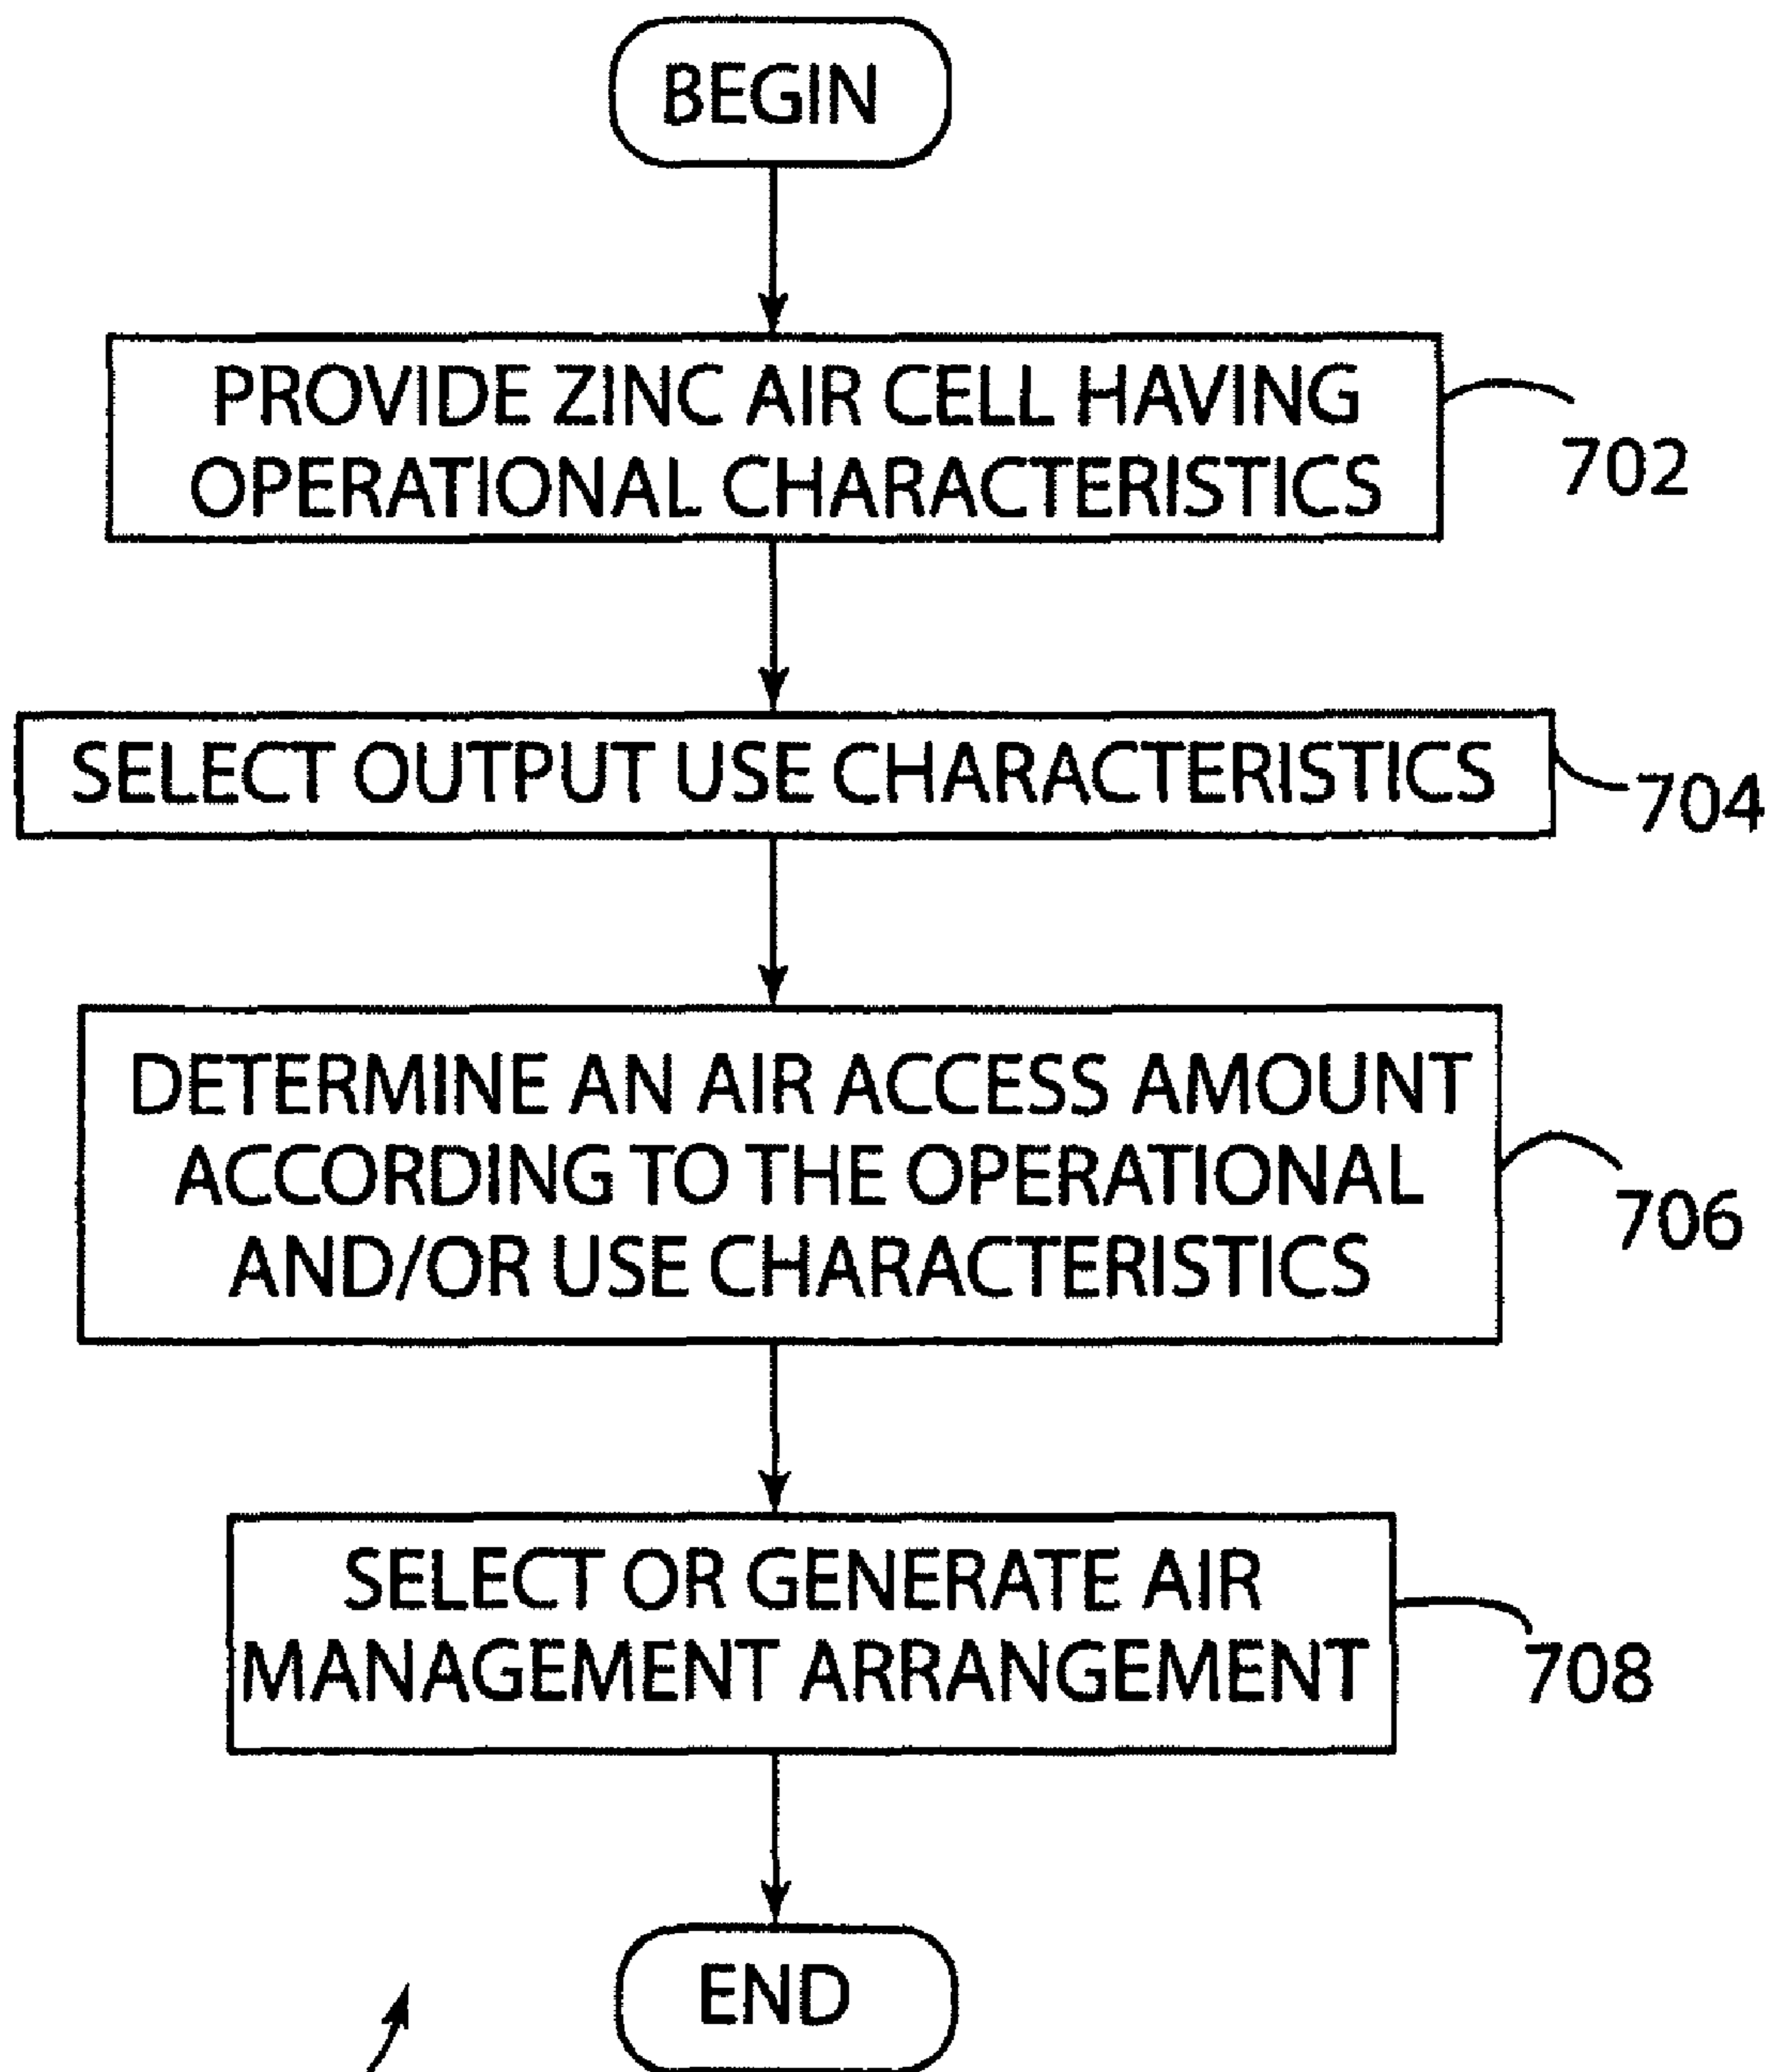 BEGIN
PROVIDE ZINC AIR CELL HAVING
OPERATIONAL CHARACTERISTICS
702
SELECT OUTPUT USE CHARACTERISTICS
704
DETERMINE AN AIR ACCESS AMOUNT
ACCORDING TO THE OPERATIONAL
AND/OR USE CHARACTERISTICS
706
SELECT OR GENERATE AIR
MANAGEMENT ARRANGEMENT
708
END